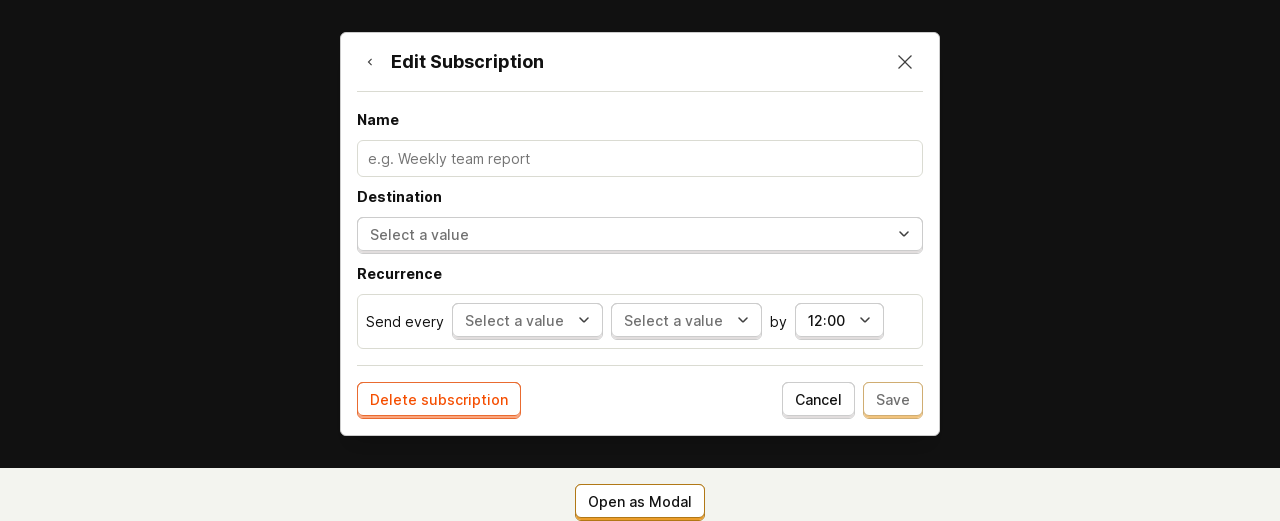 Edit Subscription
Name
e.g. Weekly team report
Destination
Select a value
Recurrence
Send every Select a value Select a value by 12:00
Delete subscription Cancel Save
Open as Modal